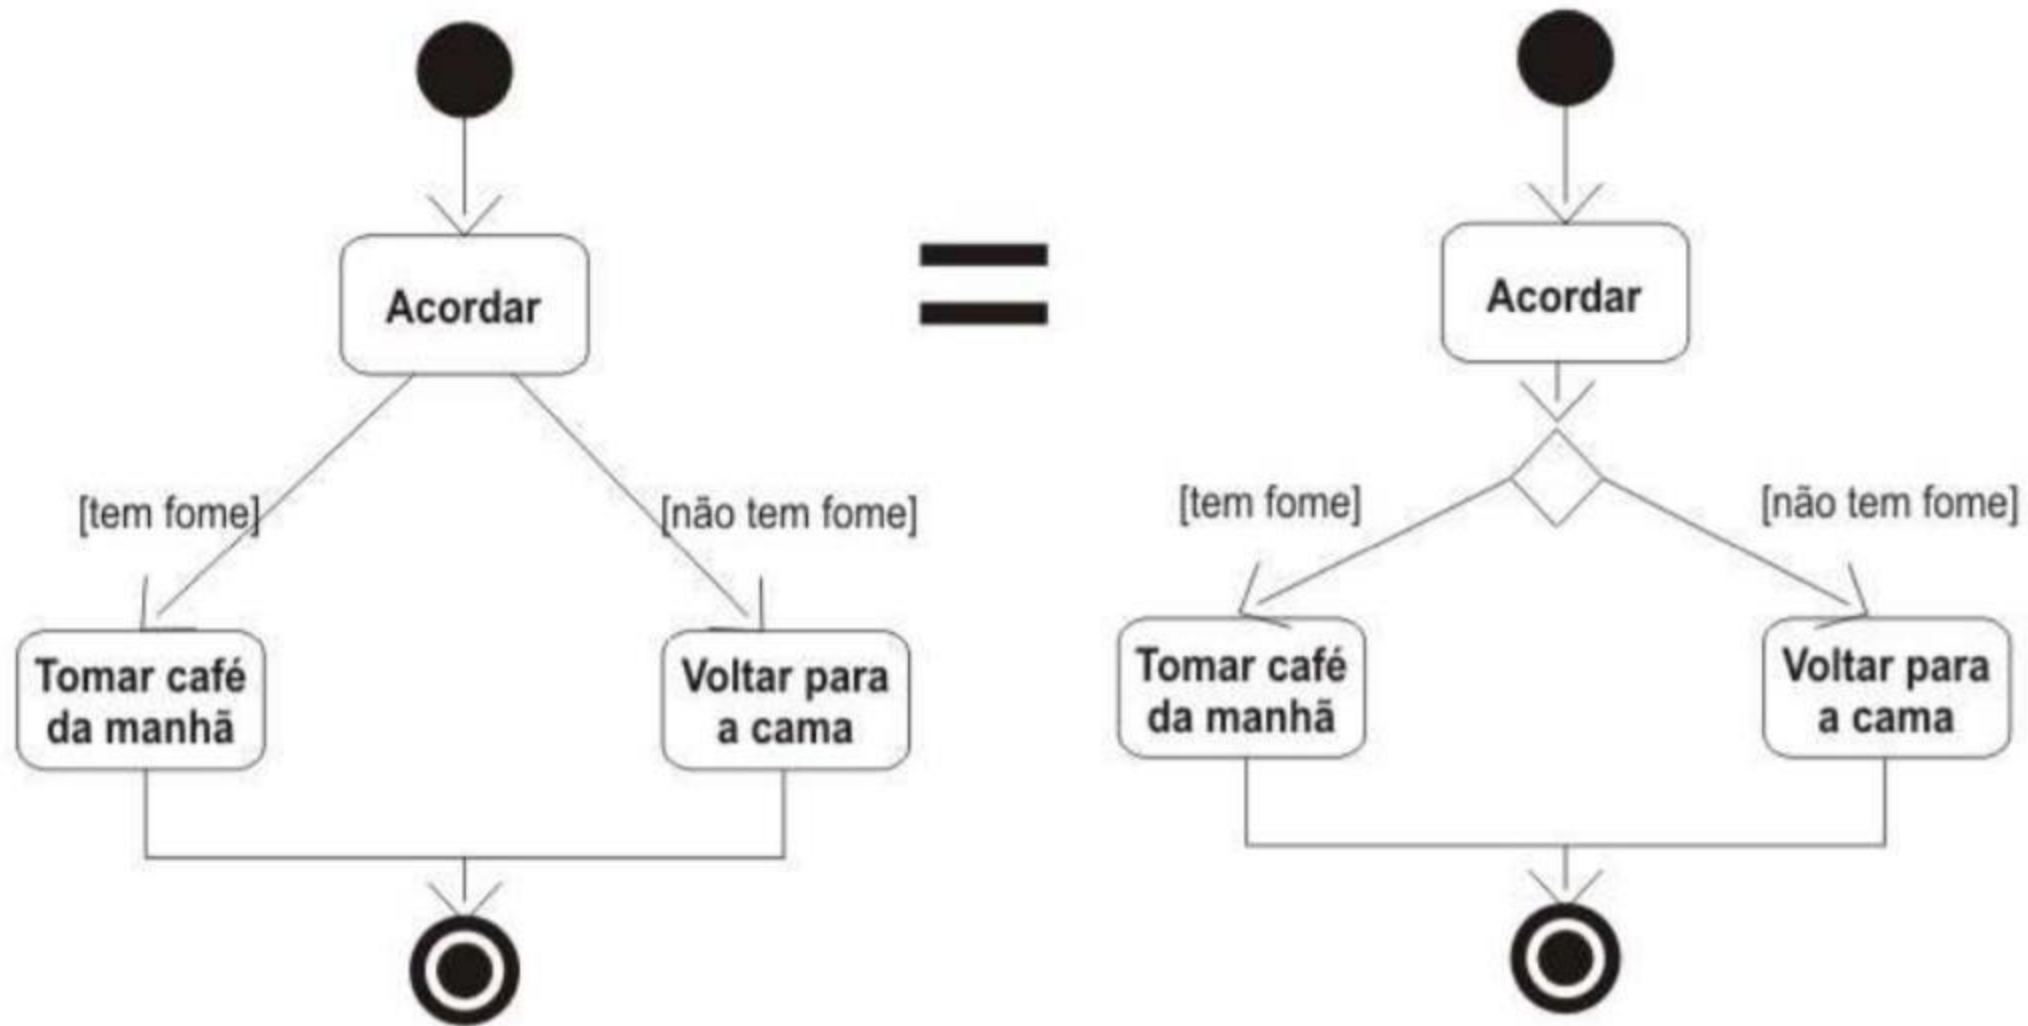 Acordar
[tem fome]
[não tem fome]
Tomar café
da manhã
Voltar para
a cama
=
Acordar
[tem fome]
[não tem fome]
Tomar café
da manhã
Voltar para
a cama